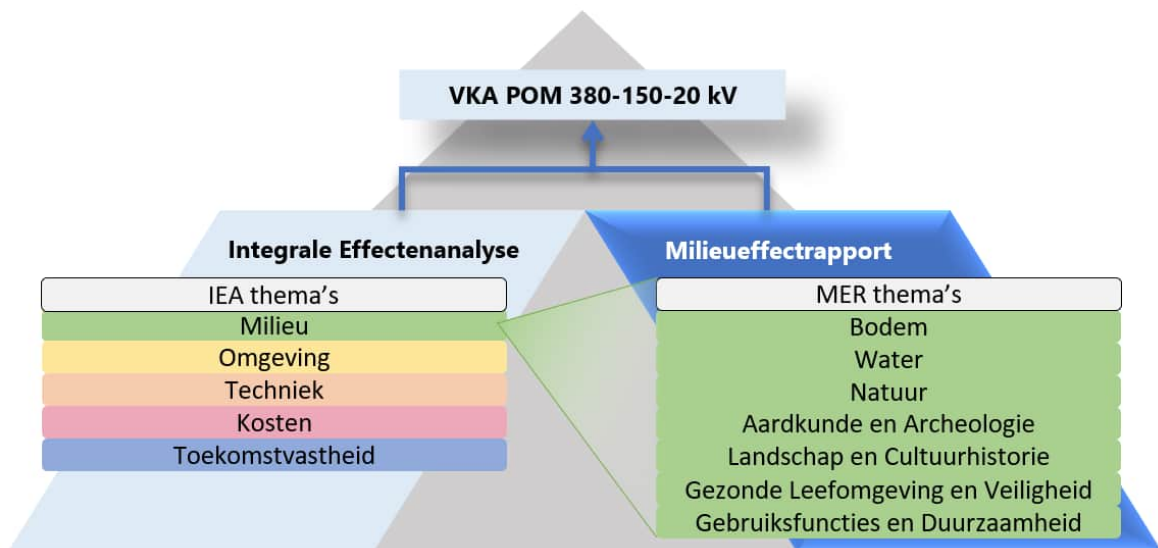 VKA POM 380-150-20 kV
Integrale Effectenanalyse
IEA thema's
Milieu
Omgeving
Techniek
Kosten
Toekomstvastheid
Milieueffectrapport
MER thema's
Bodem
Water
Natuur
Aardkunde en Archeologie
Landschap en Cultuurhistorie
Gezonde Leefomgeving en Veiligheid
Gebruiksfuncties en Duurzaamheid